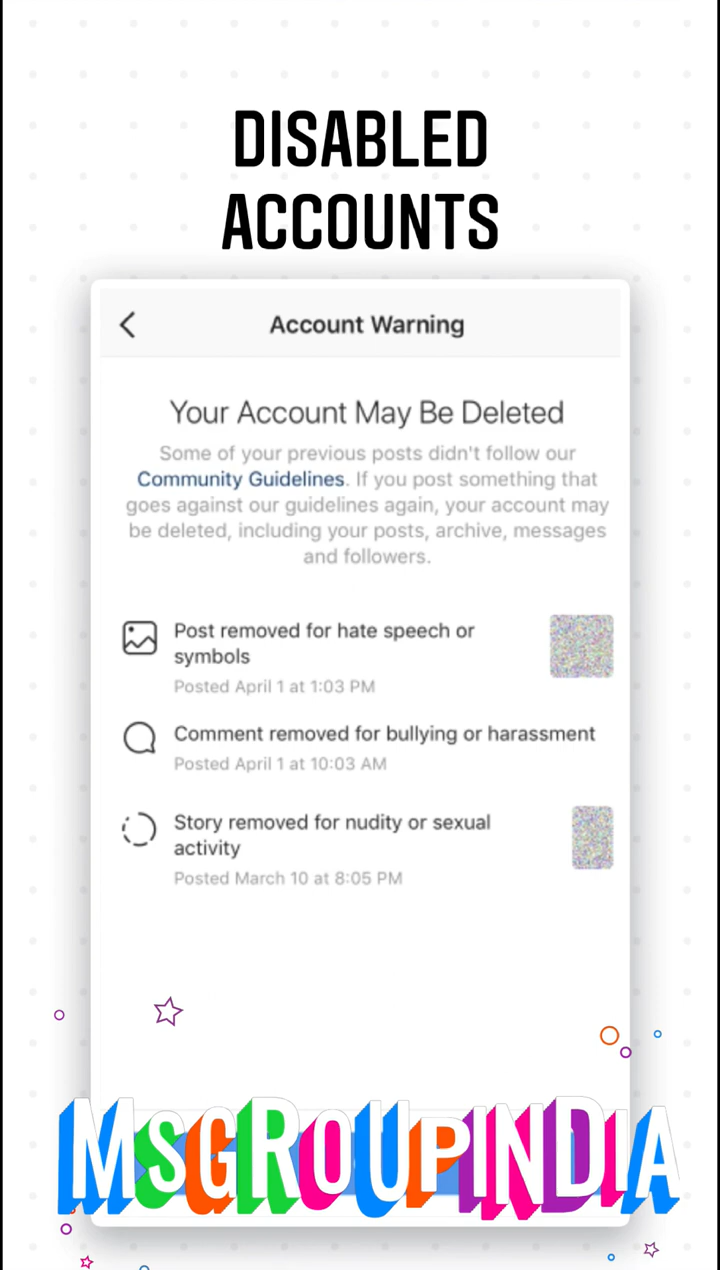 DISABLED
ACCOUNTS
Account Warning
Your Account May Be Deleted
Some of your previous posts didn't follow our
Community Guidelines. If you post something that
goes against our guidelines again, your account may
be deleted, including your posts, archive, messages
and followers.
Post removed for hate speech or
symbols
Posted April 1 at 1:03 PM
Comment removed for bullying or harassment
Posted April 1 at 10:03 AM
Story removed for nudity or sexual
activity
Posted March 10 at 8:05 PM
MSGROUPINDIA